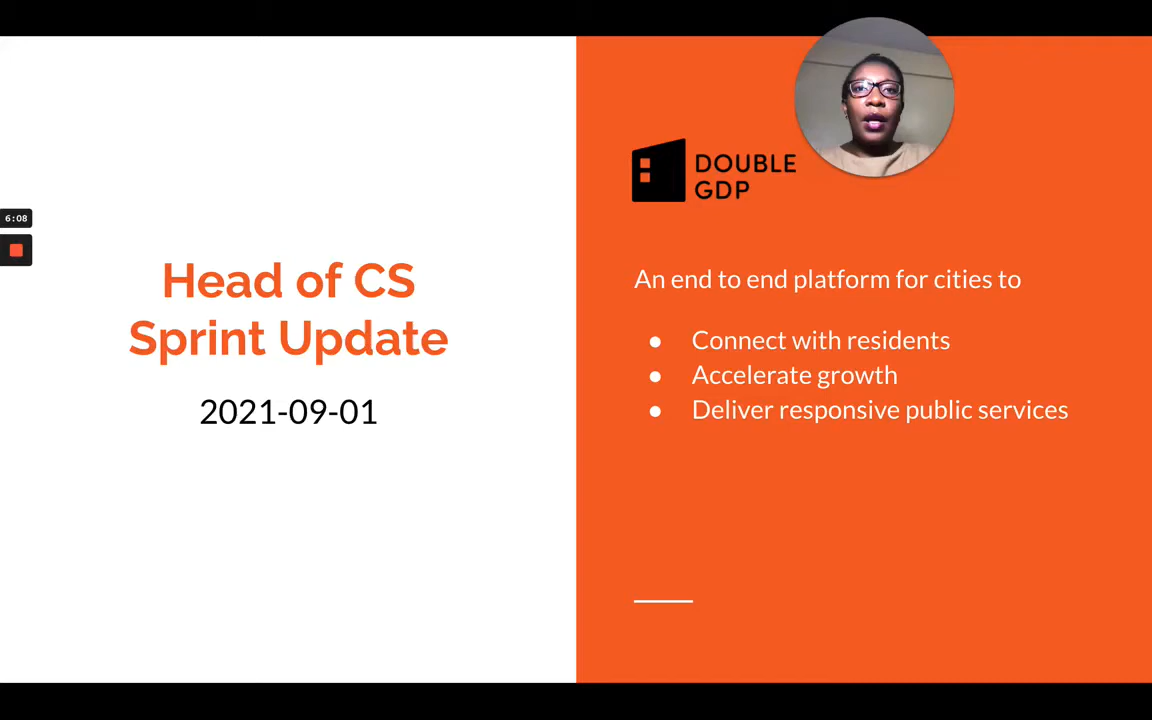 6:08
Head of CS
Sprint Update
2021-09-01
DOUBLE
GDP
An end to end platform for cities to
● Connect with residents
● Accelerate growth
● Deliver responsive public services